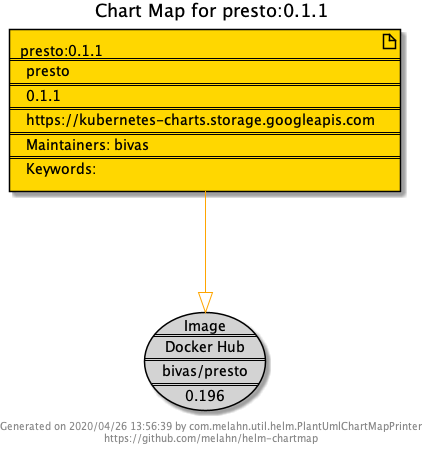 Chart Map for presto:0.1.1
presto:0.1.1
presto
0.1.1
https://kubernetes-charts.storage.googleapis.com
Maintainers: bivas
Keywords:
Image
Docker Hub
bivas/presto
0.196
Generated on 2020/04/26 13:56:39 by com.melahn.util.helm.PlantUmlChartMapPrinter
https://github.com/melahn/helm-chartmap